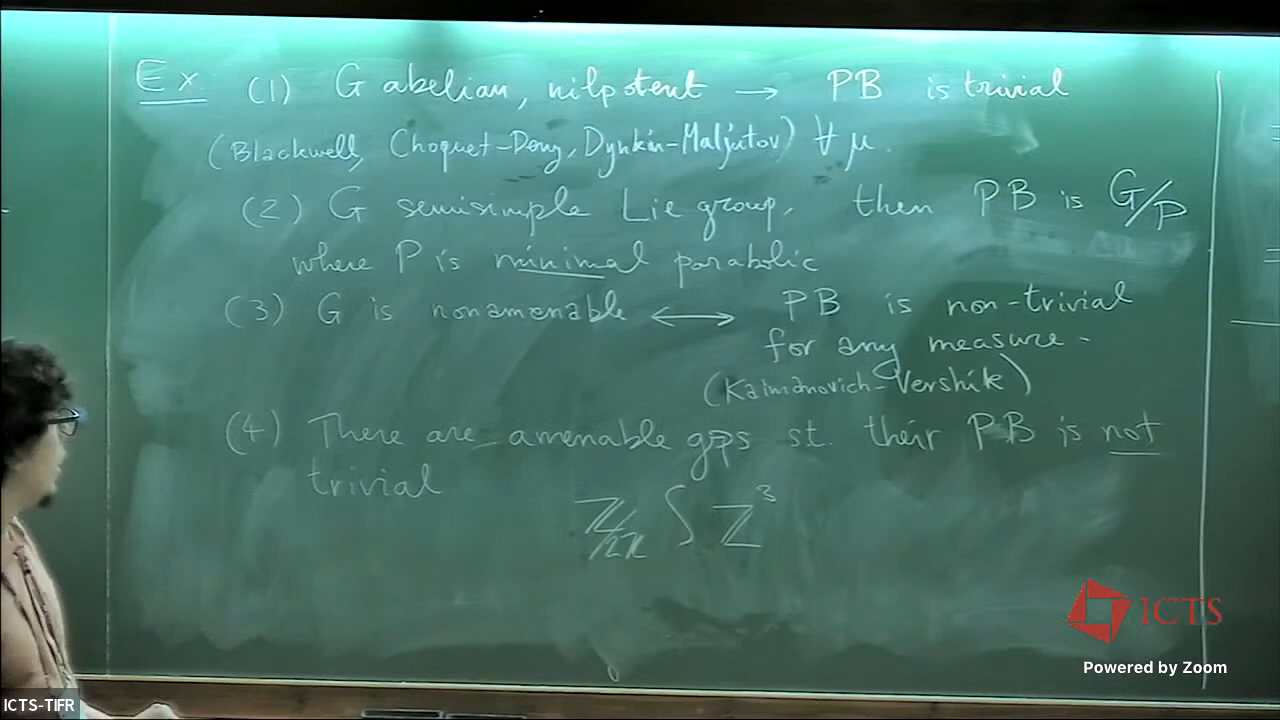 Ex. (1) G abelian, nilpotent → PB is trivial
(Blackwell, Choquet-Deny, Dynkin-Maljutov) ∀ μ.
(2) G semisimple Lie group, then PB is G/P
where P is minimal parabolic
(3) G is nonamenable ⟷ PB is non-trivial
for any measure.
(Kaimanovich-Vershik)
(4) There are amenable gps st. their PB is not
trivial
Z/2Z ∫ Z³
ICTS
Powered by Zoom
ICTS-TIFR